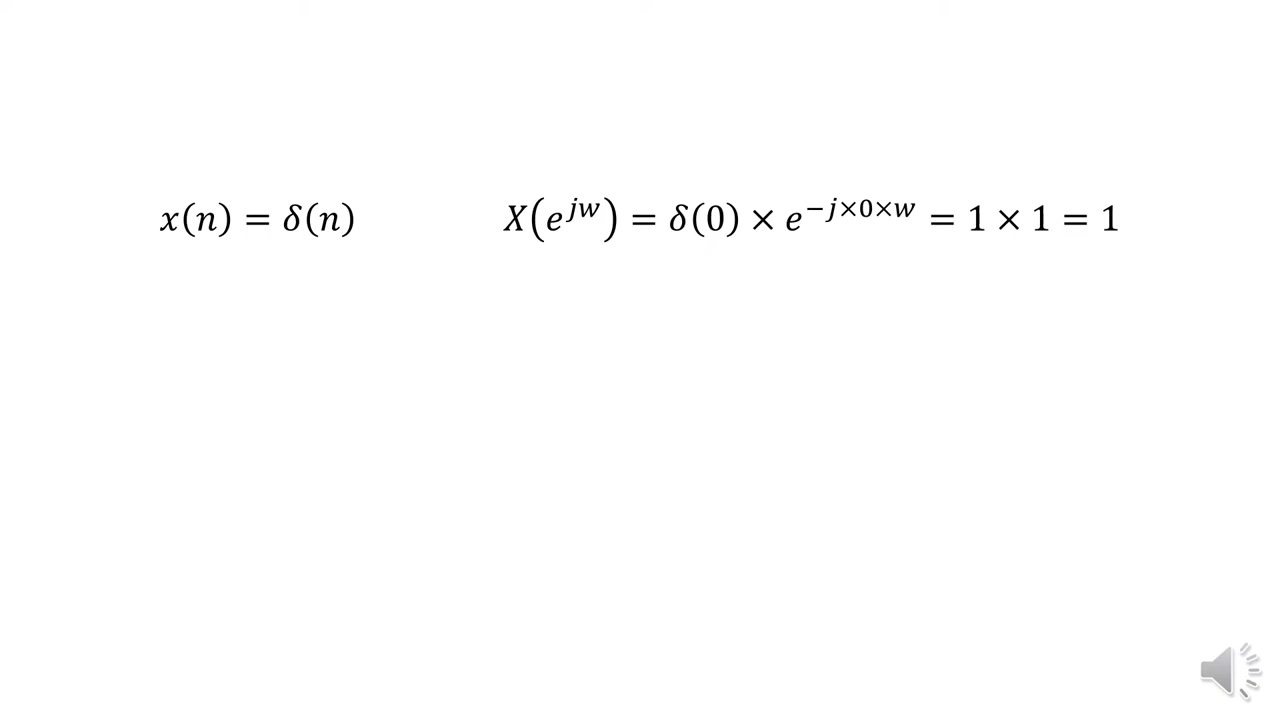 x(n) = δ(n) X(e^{jw}) = δ(0) × e^{−j×0×w} = 1 × 1 = 1